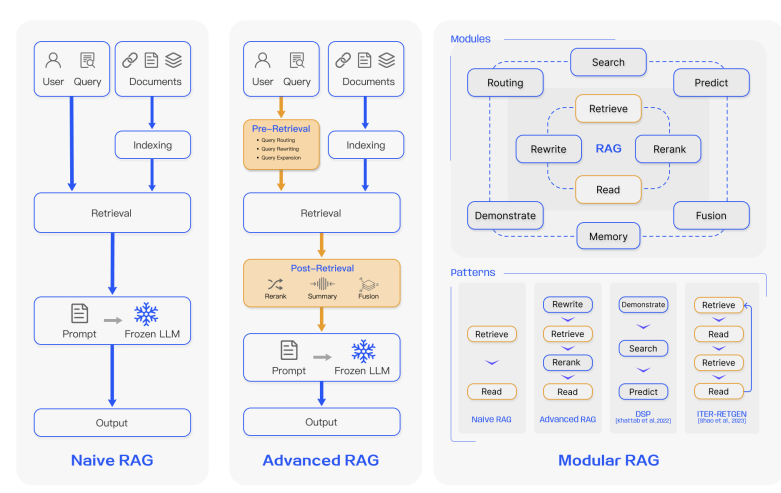 User Query
Documents
Indexing
Retrieval
Prompt
Frozen LLM
Output
Naive RAG
User Query
Documents
Pre-Retrieval
• Query Routing
• Query Rewriting
• Query Expansion
Indexing
Retrieval
Post-Retrieval
Rerank
Summary
Fusion
Prompt
Frozen LLM
Output
Advanced RAG
Modules
Search
Routing
Predict
Retrieve
Rewrite
RAG
Rerank
Read
Demonstrate
Fusion
Memory
Patterns
Retrieve
Read
Naive RAG
Rewrite
Retrieve
Rerank
Read
Advanced RAG
Demonstrate
Search
Predict
DSP
[Khattab et al., 2022]
Retrieve
Read
Retrieve
Read
ITER-RETGEN
[Shao et al., 2023]
Modular RAG